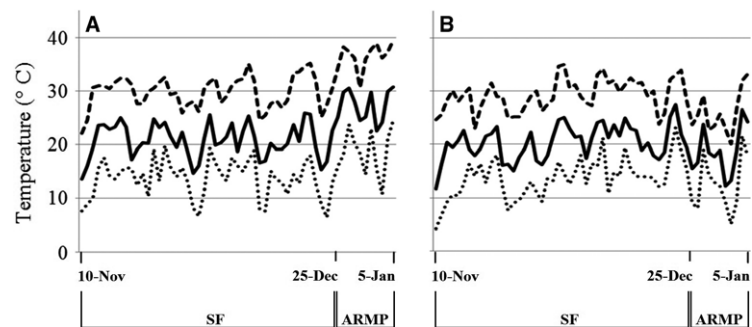 A
B
Temperature (° C)
40
30
20
10
0
10-Nov 25-Dec 5-Jan
10-Nov 25-Dec 5-Jan
SF ARMP
SF ARMP